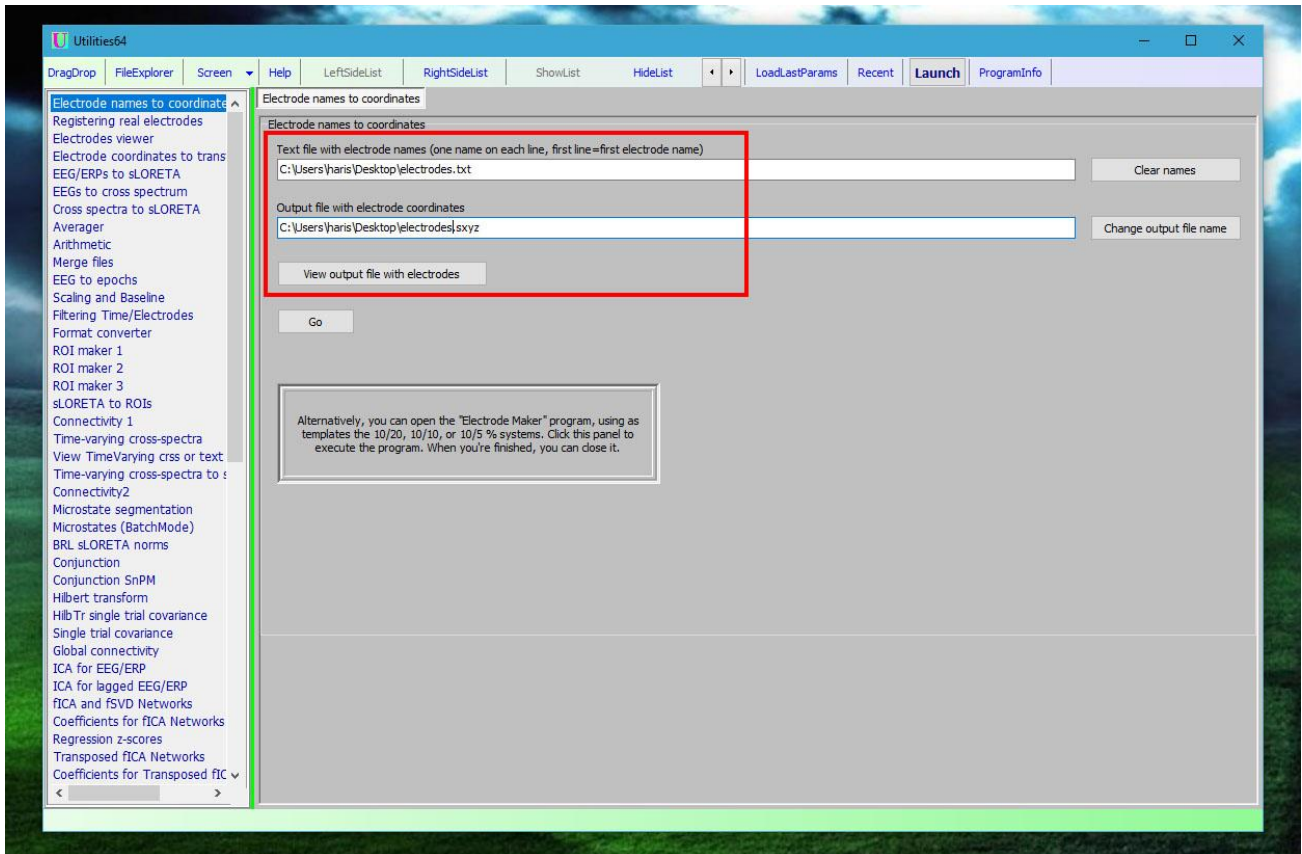 Utilities64
DragDrop FileExplorer Screen Help LeftSideList RightSideList ShowList HideList LoadLastParams Recent Launch ProgramInfo
Electrode names to coordinate
Registering real electrodes
Electrodes viewer
Electrode coordinates to trans
EEG/ERPs to sLORETA
EEGs to cross spectrum
Cross spectra to sLORETA
Averager
Arithmetic
Merge files
EEG to epochs
Scaling and Baseline
Filtering Time/Electrodes
Format converter
ROI maker 1
ROI maker 2
ROI maker 3
sLORETA to ROIs
Connectivity 1
Time-varying cross-spectra
View TimeVarying crss or text
Time-varying cross-spectra to s
Connectivity2
Microstate segmentation
Microstates (BatchMode)
BRL sLORETA norms
Conjunction
Conjunction SnPM
Hilbert transform
HilbTr single trial covariance
Single trial covariance
Global connectivity
ICA for EEG/ERP
ICA for lagged EEG/ERP
fICA and fSVD Networks
Coefficients for fICA Networks
Regression z-scores
Transposed fICA Networks
Coefficients for Transposed fIC
Electrode names to coordinates
Electrode names to coordinates
Text file with electrode names (one name on each line, first line=first electrode name)
C:\Users\haris\Desktop\electrodes.txt
Clear names
Output file with electrode coordinates
C:\Users\haris\Desktop\electrodes.sxyz
Change output file name
View output file with electrodes
Go
Alternatively, you can open the "Electrode Maker" program, using as
templates the 10/20, 10/10, or 10/5 % systems. Click this panel to
execute the program. When you're finished, you can close it.